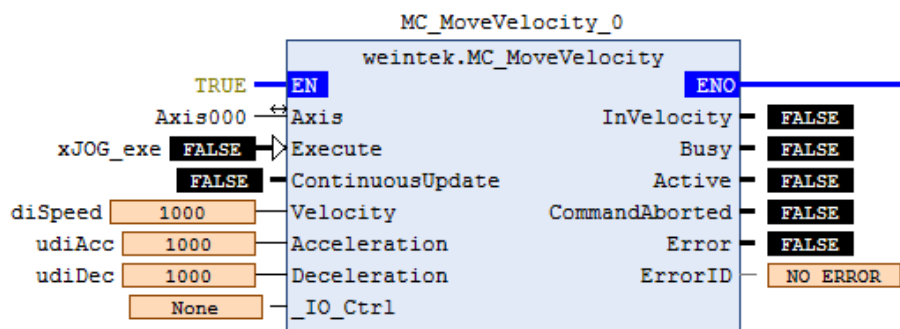 MC_MoveVelocity_0
weintek.MC_MoveVelocity
TRUE EN ENO
Axis000 Axis InVelocity FALSE
xJOG_exe FALSE Execute Busy FALSE
FALSE ContinuousUpdate Active FALSE
diSpeed 1000 Velocity CommandAborted FALSE
udiAcc 1000 Acceleration Error FALSE
udiDec 1000 Deceleration ErrorID NO ERROR
None _IO_Ctrl